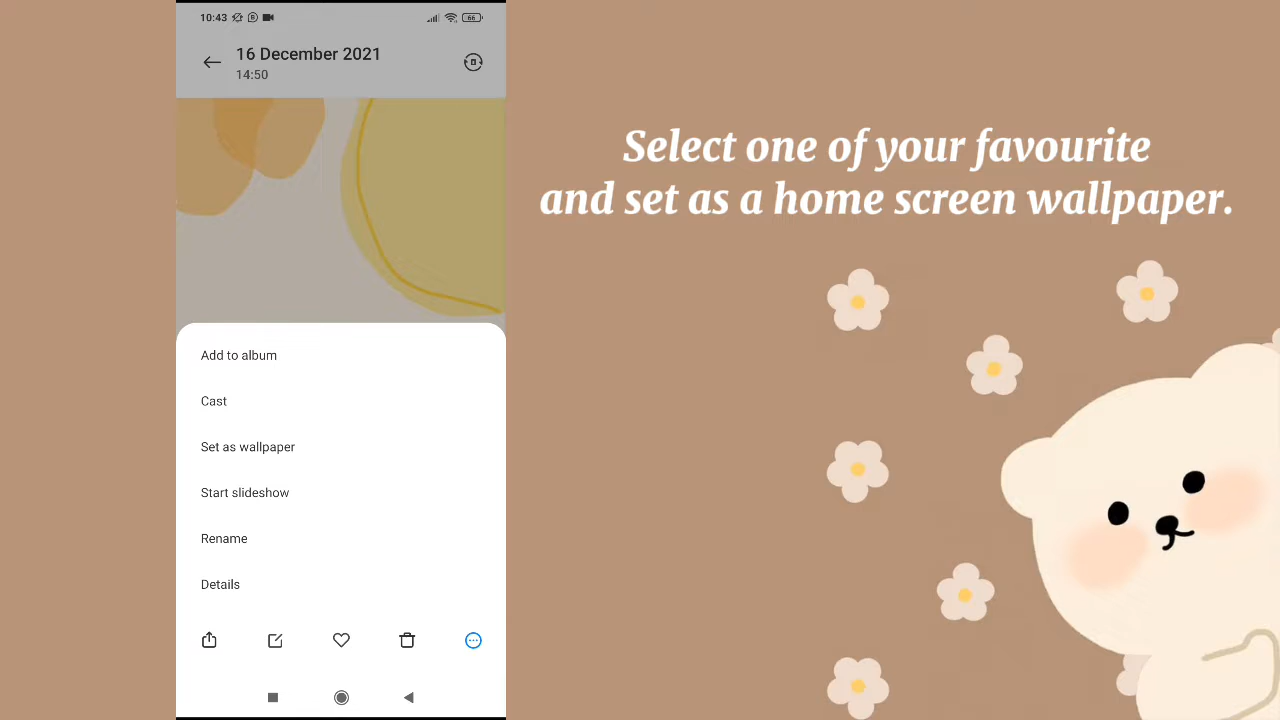 10:43
66
16 December 2021
14:50
Select one of your favourite
and set as a home screen wallpaper.
Add to album
Cast
Set as wallpaper
Start slideshow
Rename
Details